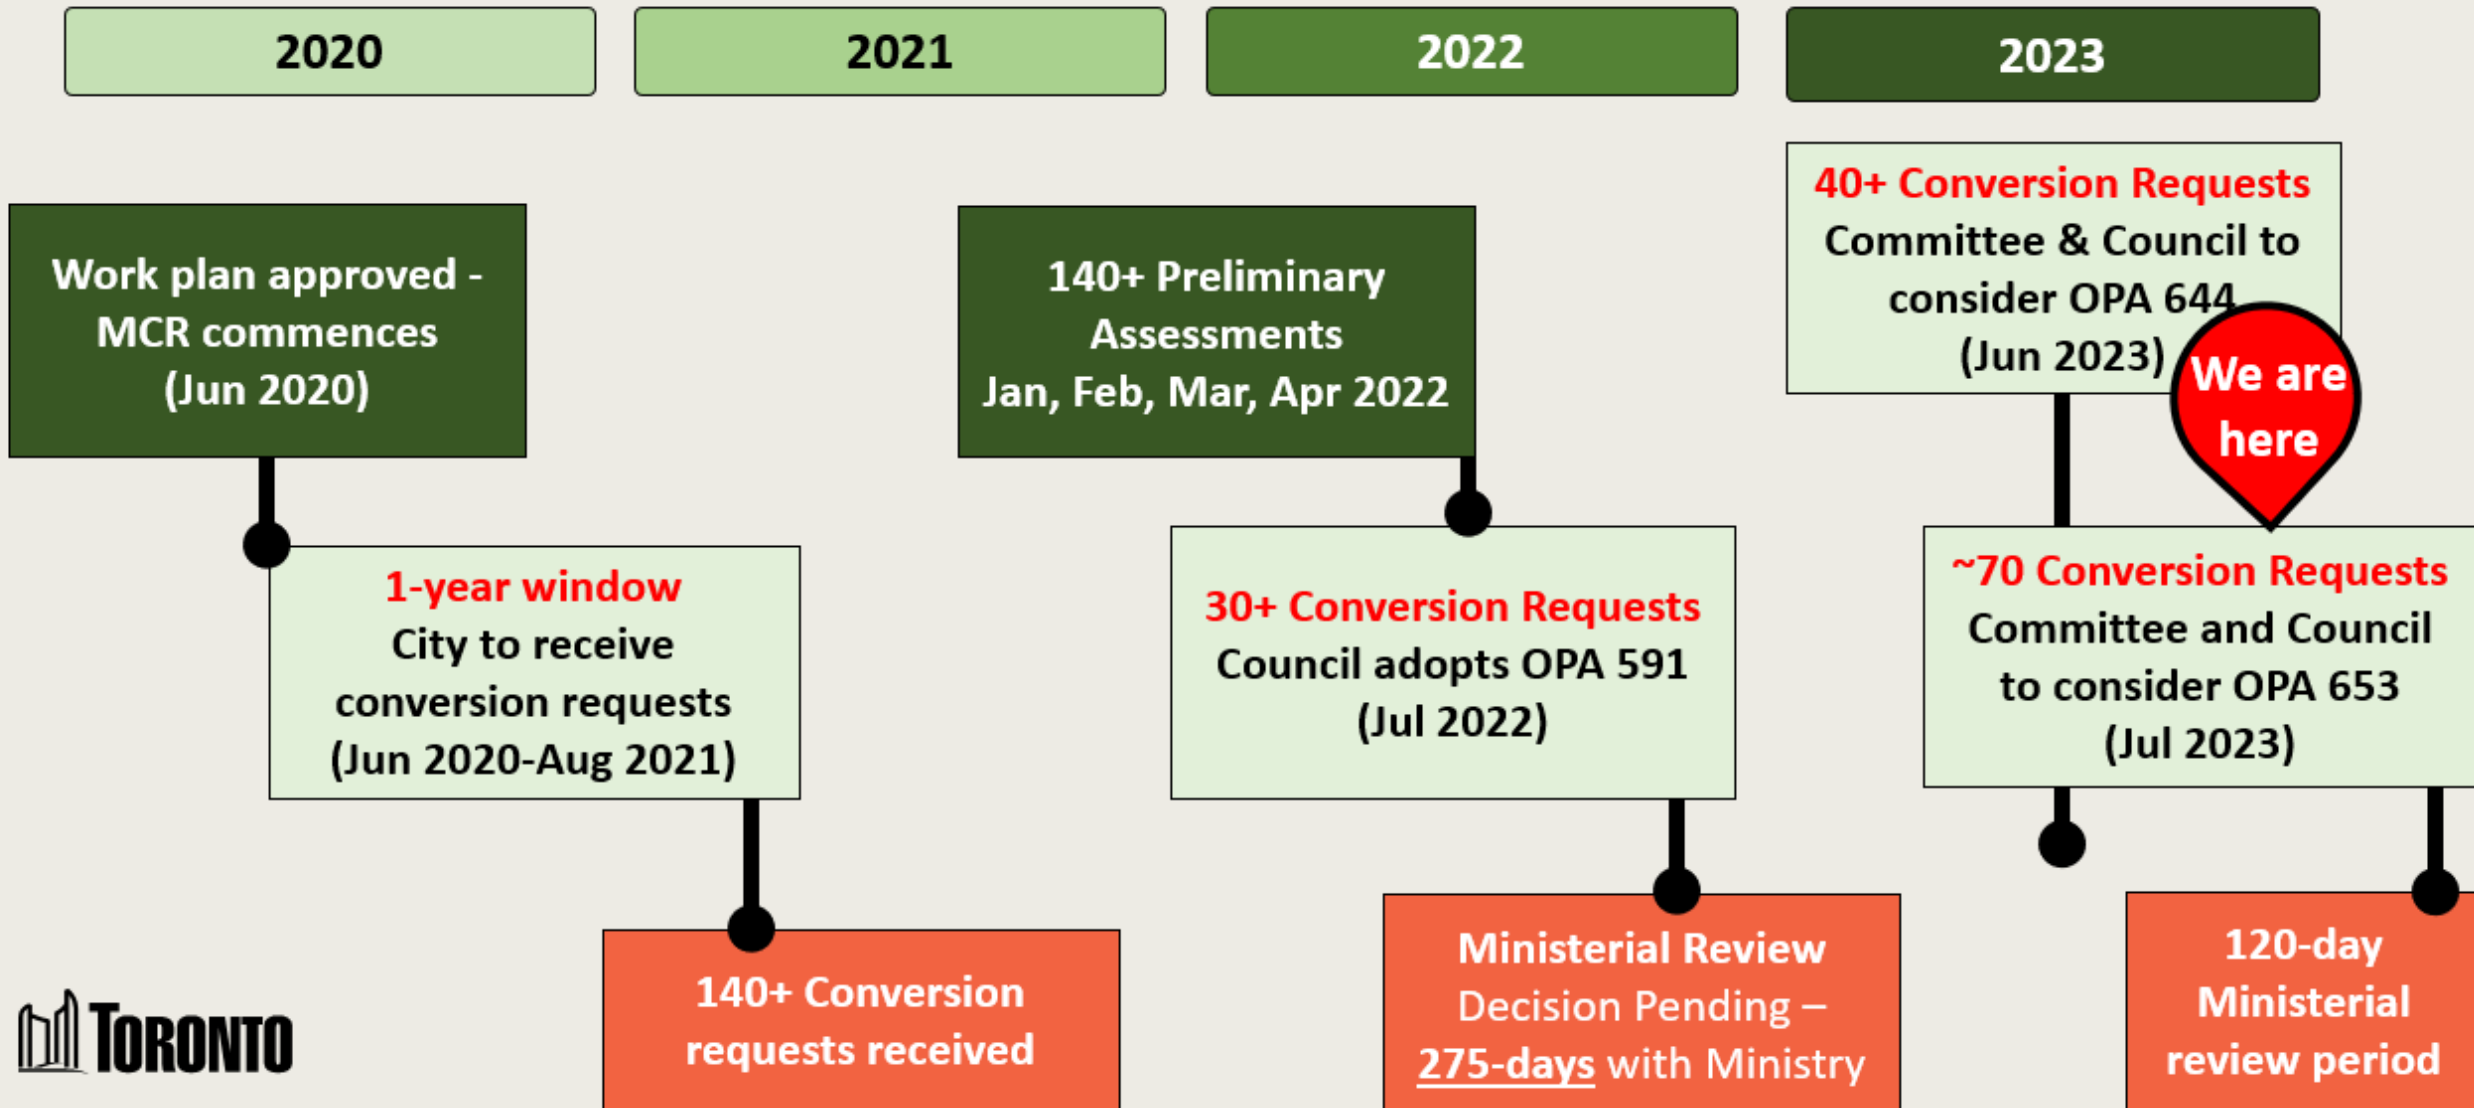 2020
2021
2022
2023
Work plan approved -
MCR commences
(Jun 2020)
1-year window
City to receive
conversion requests
(Jun 2020-Aug 2021)
140+ Conversion
requests received
140+ Preliminary
Assessments
Jan, Feb, Mar, Apr 2022
30+ Conversion Requests
Council adopts OPA 591
(Jul 2022)
Ministerial Review
Decision Pending –
275-days with Ministry
40+ Conversion Requests
Committee & Council to
consider OPA 644
(Jun 2023)
We are
here
~70 Conversion Requests
Committee and Council
to consider OPA 653
(Jul 2023)
120-day
Ministerial
review period
TORONTO